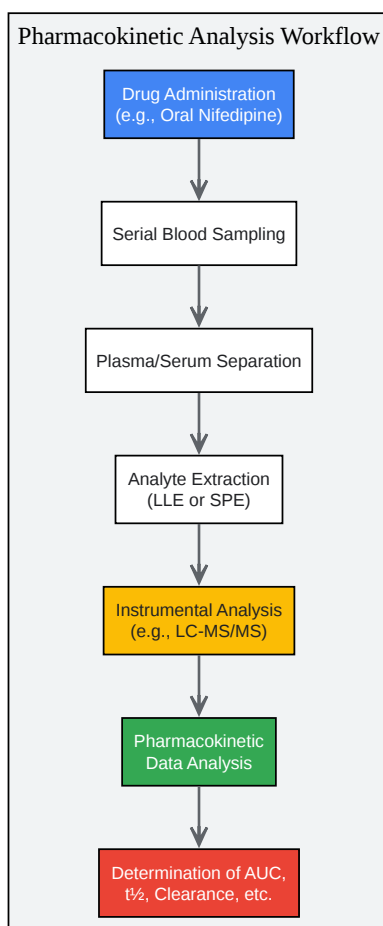 Pharmacokinetic Analysis Workflow
Drug Administration
(e.g., Oral Nifedipine)
Serial Blood Sampling
Plasma/Serum Separation
Analyte Extraction
(LLE or SPE)
Instrumental Analysis
(e.g., LC-MS/MS)
Pharmacokinetic
Data Analysis
Determination of AUC,
t½, Clearance, etc.